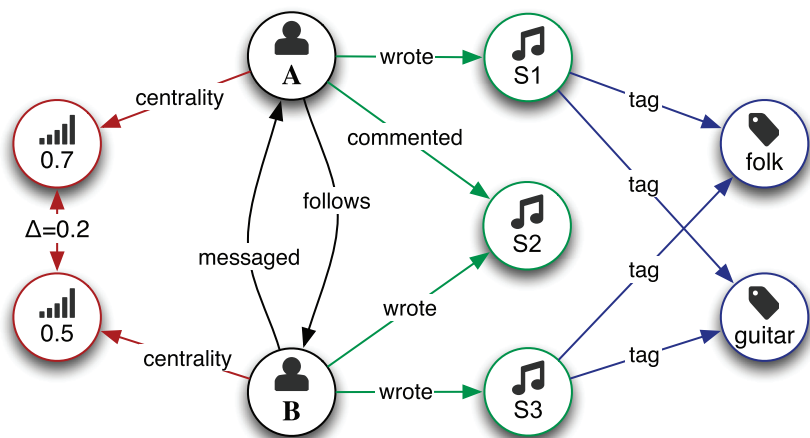 A
wrote
S1
centrality
tag
0.7
commented
folk
tag
follows
Δ=0.2
S2
messaged
tag
wrote
0.5
guitar
centrality
tag
B
wrote
S3